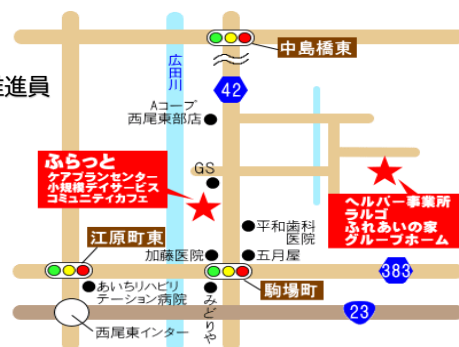 中島橋東
広田川
推進員
42
Aコープ
西尾東部店
ふらっと
ケアプランセンター
小規模デイサービス
コミュニティカフェ
GS
ヘルパー事業所
ラルゴ
ふれあいの家
グループホーム
平和歯科
医院
江原町東
加藤医院
五月屋
383
あいちリハビリ
テーション病院
みどりや
駒場町
23
西尾東インター